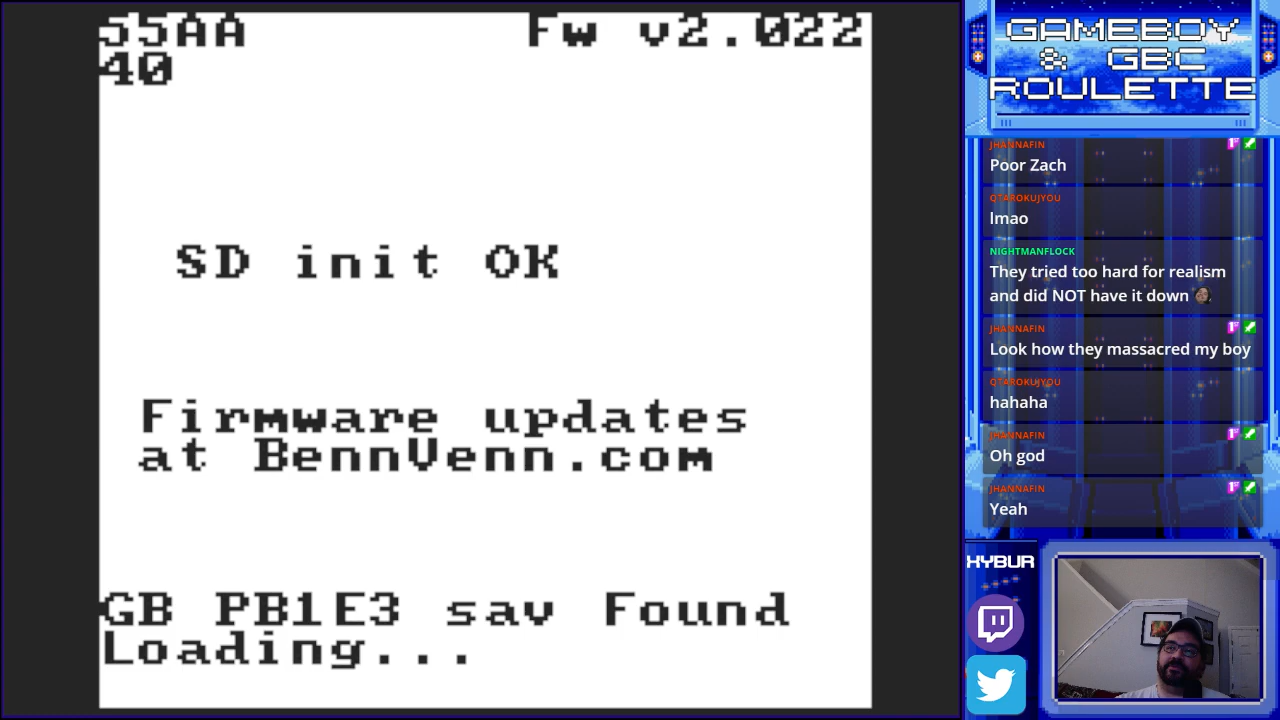 55AA Fw v2.022
40
SD init OK
Firmware updates
at BennVenn.com
GB PB1E3 sav Found
Loading...
GAMEBOY
& GBC
ROULETTE
JHANNAFIN
Poor Zach
QTAROKUJYOU
lmao
NIGHTMANFLOCK
They tried too hard for realism
and did NOT have it down
JHANNAFIN
Look how they massacred my boy
QTAROKUJYOU
hahaha
JHANNAFIN
Oh god
JHANNAFIN
Yeah
HYBUR